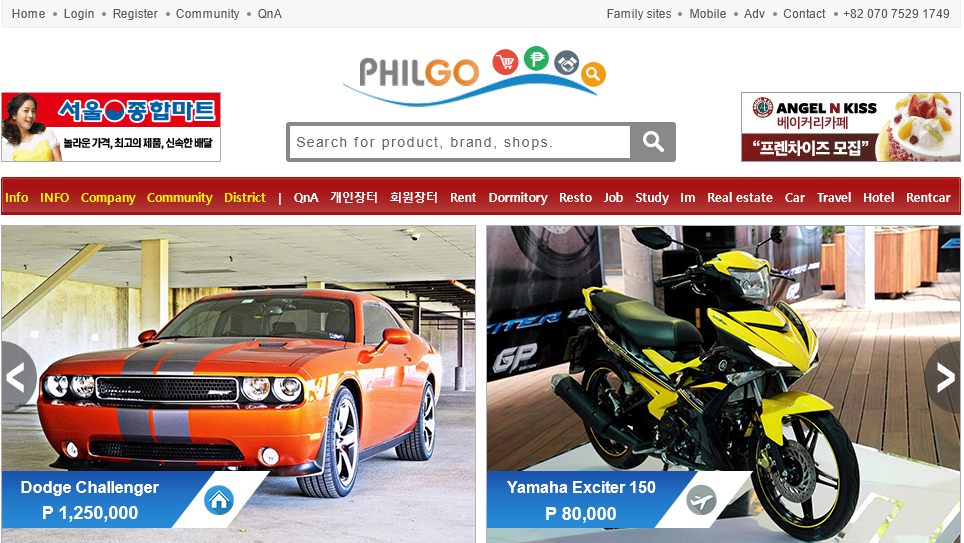 Home • Login • Register • Community • QnA
Family sites • Mobile • Adv • Contact • +82 070 7529 1749
PHILGO
서울 종합마트
놀라운 가격, 최고의 제품, 신속한 배달
Search for product, brand, shops.
ANGEL N KISS
베이커리카페
“프렌차이즈 모집”
Info INFO Company Community District | QnA 개인장터 회원장터 Rent Dormitory Resto Job Study Im Real estate Car Travel Hotel Rentcar
GP
Dodge Challenger
₱ 1,250,000
Yamaha Exciter 150
₱ 80,000